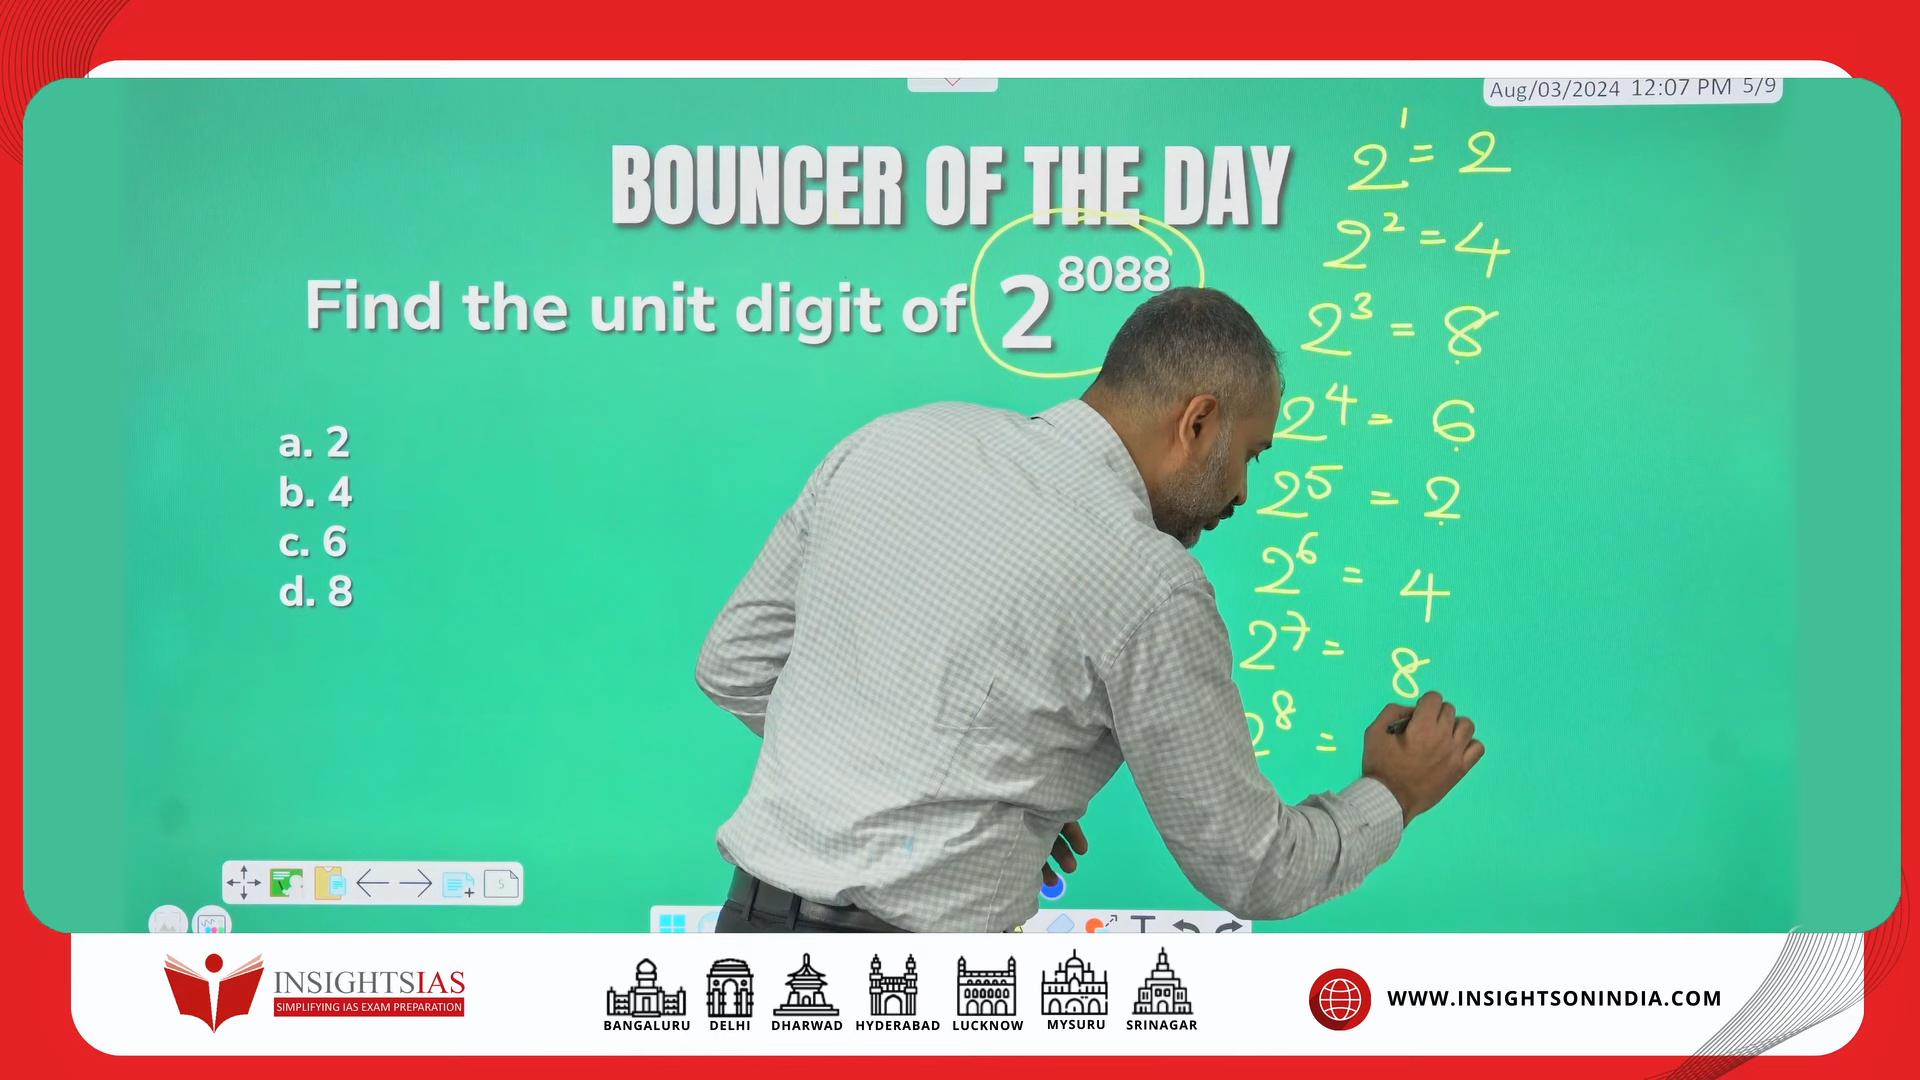 Aug/03/2024 12:07 PM 5/9
BOUNCER OF THE DAY
Find the unit digit of 2^8088
a. 2
b. 4
c. 6
d. 8
2^1 = 2
2^2 = 4
2^3 = 8
2^4 = 6
2^5 = 2
2^6 = 4
2^7 = 8
2^8 =
5
T
INSIGHTSIAS
SIMPLIFYING IAS EXAM PREPARATION
BANGALURU DELHI DHARWAD HYDERABAD LUCKNOW MYSURU SRINAGAR
WWW.INSIGHTSONINDIA.COM